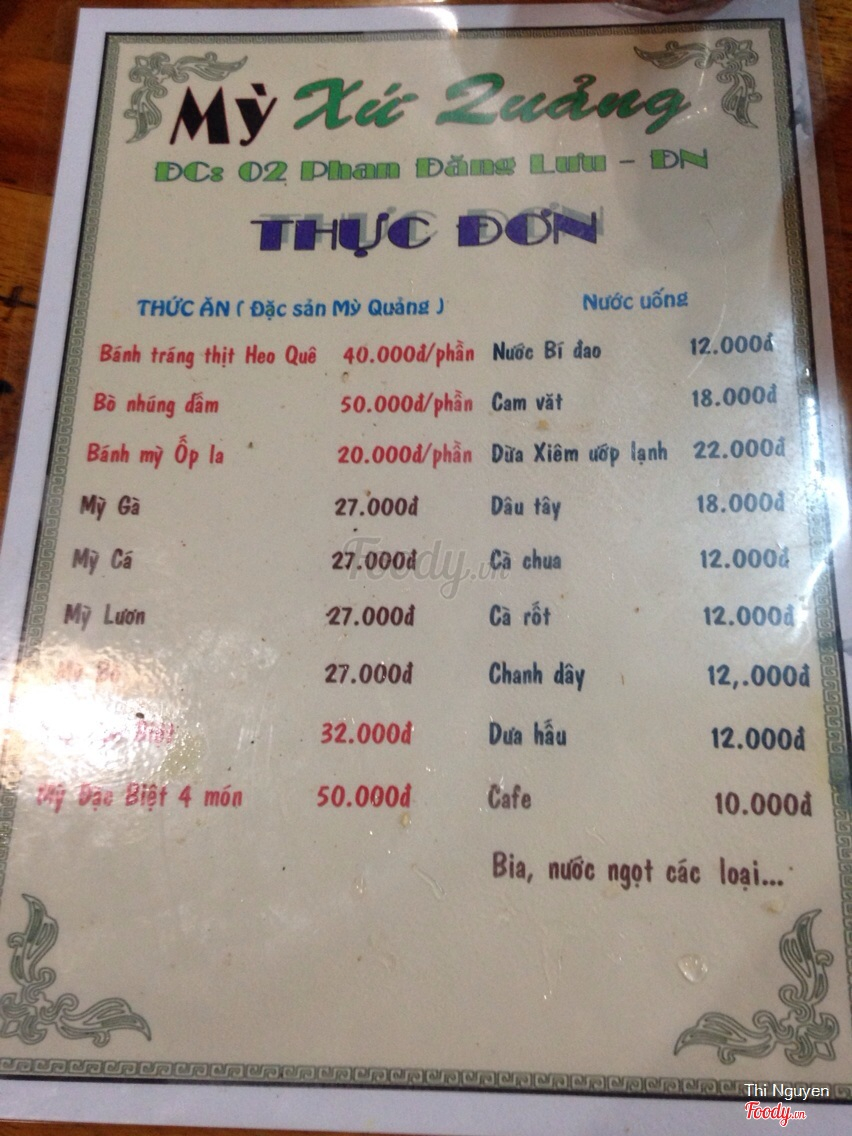 Mỳ Xứ Quảng
ĐC: 02 Phan Đăng Lưu - ĐN
THỰC ĐƠN
THỨC ĂN ( Đặc sản Mỳ Quảng )
Bánh tráng thịt Heo Quê 40.000đ/phần
Bò nhúng dấm 50.000đ/phần
Bánh mỳ Ốp la 20.000đ/phần
Mỳ Gà 27.000đ
Mỳ Cá 27.000đ
Mỳ Lươn 27.000đ
Mỳ 27.000đ
32.000đ
Mỳ Đặc Biệt 4 món 50.000đ
Nước uống
Nước Bí đao 12.000đ
Cam vắt 18.000đ
Dừa Xiêm ướp lạnh 22.000đ
Dâu tây 18.000đ
Cà chua 12.000đ
Cà rốt 12.000đ
Chanh dây 12,.000đ
Dưa hấu 12.000đ
Cafe 10.000đ
Bia, nước ngọt các loại...
Foody.vn
Thi Nguyen
Foody.vn